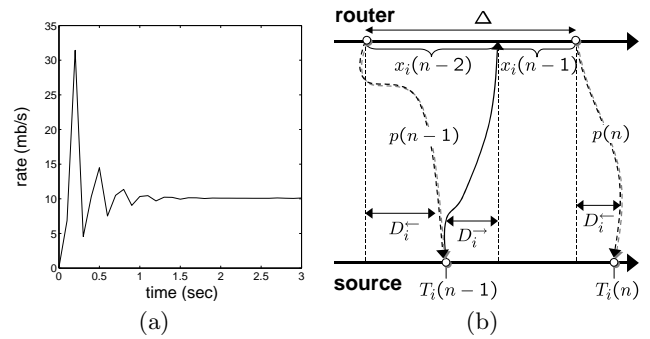 35
30
25
20
15
10
5
0
rate (mb/s)
0 0.5 1 1.5 2 2.5 3
time (sec)
(a)
router
△
x_i(n−2) x_i(n−1)
p(n−1)
p(n)
D_i^← D_i^→ D_i^←
source
T_i(n−1) T_i(n)
(b)